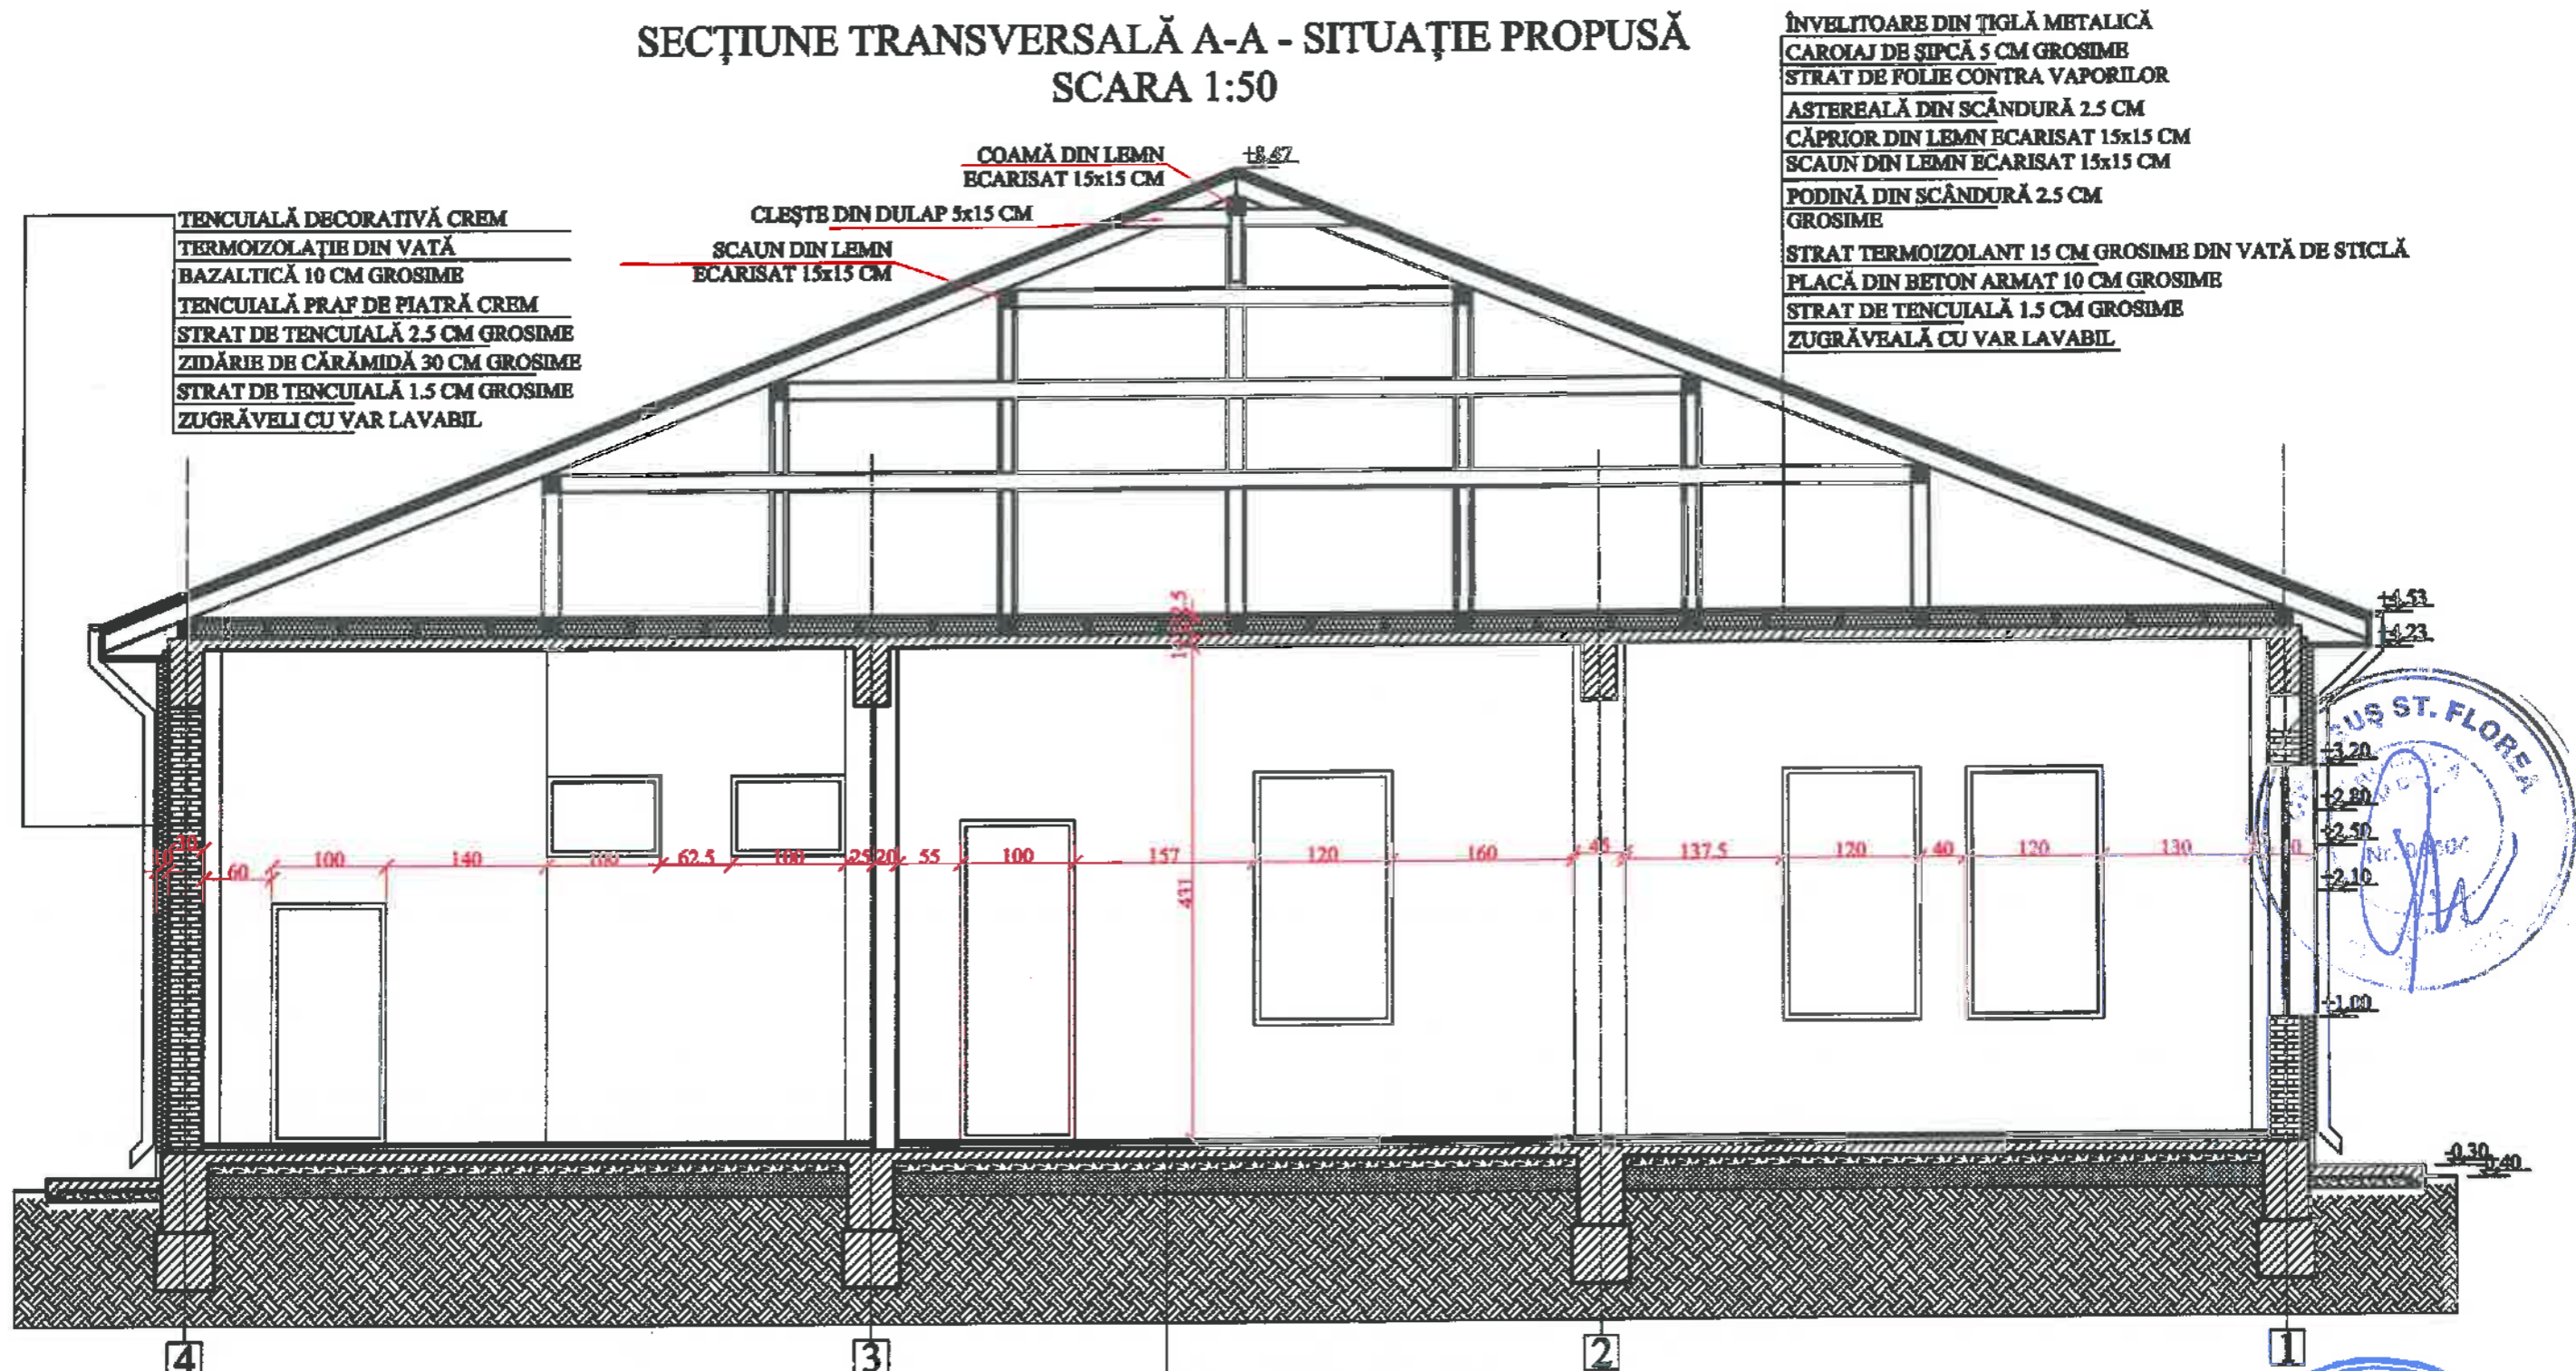 SECȚIUNE TRANSVERSALĂ A-A - SITUAȚIE PROPUSĂ
SCARA 1:50
ÎNVELITOARE DIN ȚIGLĂ METALICĂ
CAROIAJ DE ȘIPCĂ 5 CM GROSIME
STRAT DE FOLIE CONTRA VAPORILOR
ASTEREALĂ DIN SCÂNDURĂ 2.5 CM
CĂPRIOR DIN LEMN ECARISAT 15x15 CM
SCAUN DIN LEMN ECARISAT 15x15 CM
PODINĂ DIN SCÂNDURĂ 2.5 CM
GROSIME
STRAT TERMOIZOLANT 15 CM GROSIME DIN VATĂ DE STICLĂ
PLACĂ DIN BETON ARMAT 10 CM GROSIME
STRAT DE TENCUIALĂ 1.5 CM GROSIME
ZUGRĂVEALĂ CU VAR LAVABIL
COAMĂ DIN LEMN
ECARISAT 15x15 CM
+8.67
CLEȘTE DIN DULAP 5x15 CM
SCAUN DIN LEMN
ECARISAT 15x15 CM
TENCUIALĂ DECORATIVĂ CREM
TERMOIZOLAȚIE DIN VATĂ
BAZALTICĂ 10 CM GROSIME
TENCUIALĂ PRAF DE PIATRĂ CREM
STRAT DE TENCUIALĂ 2.5 CM GROSIME
ZIDĂRIE DE CĂRĂMIDĂ 30 CM GROSIME
STRAT DE TENCUIALĂ 1.5 CM GROSIME
ZUGRĂVELI CU VAR LAVABIL
+4.53
+4.23
ST. FLOREA
+3.20
+2.80
+2.50
+2.10
+1.00
-0.30
-0.40
10 30 60 100 140 100 62.5 100 25 20 55 100 157 120 160 45 137.5 120 40 120 130
431
4 3 2 1